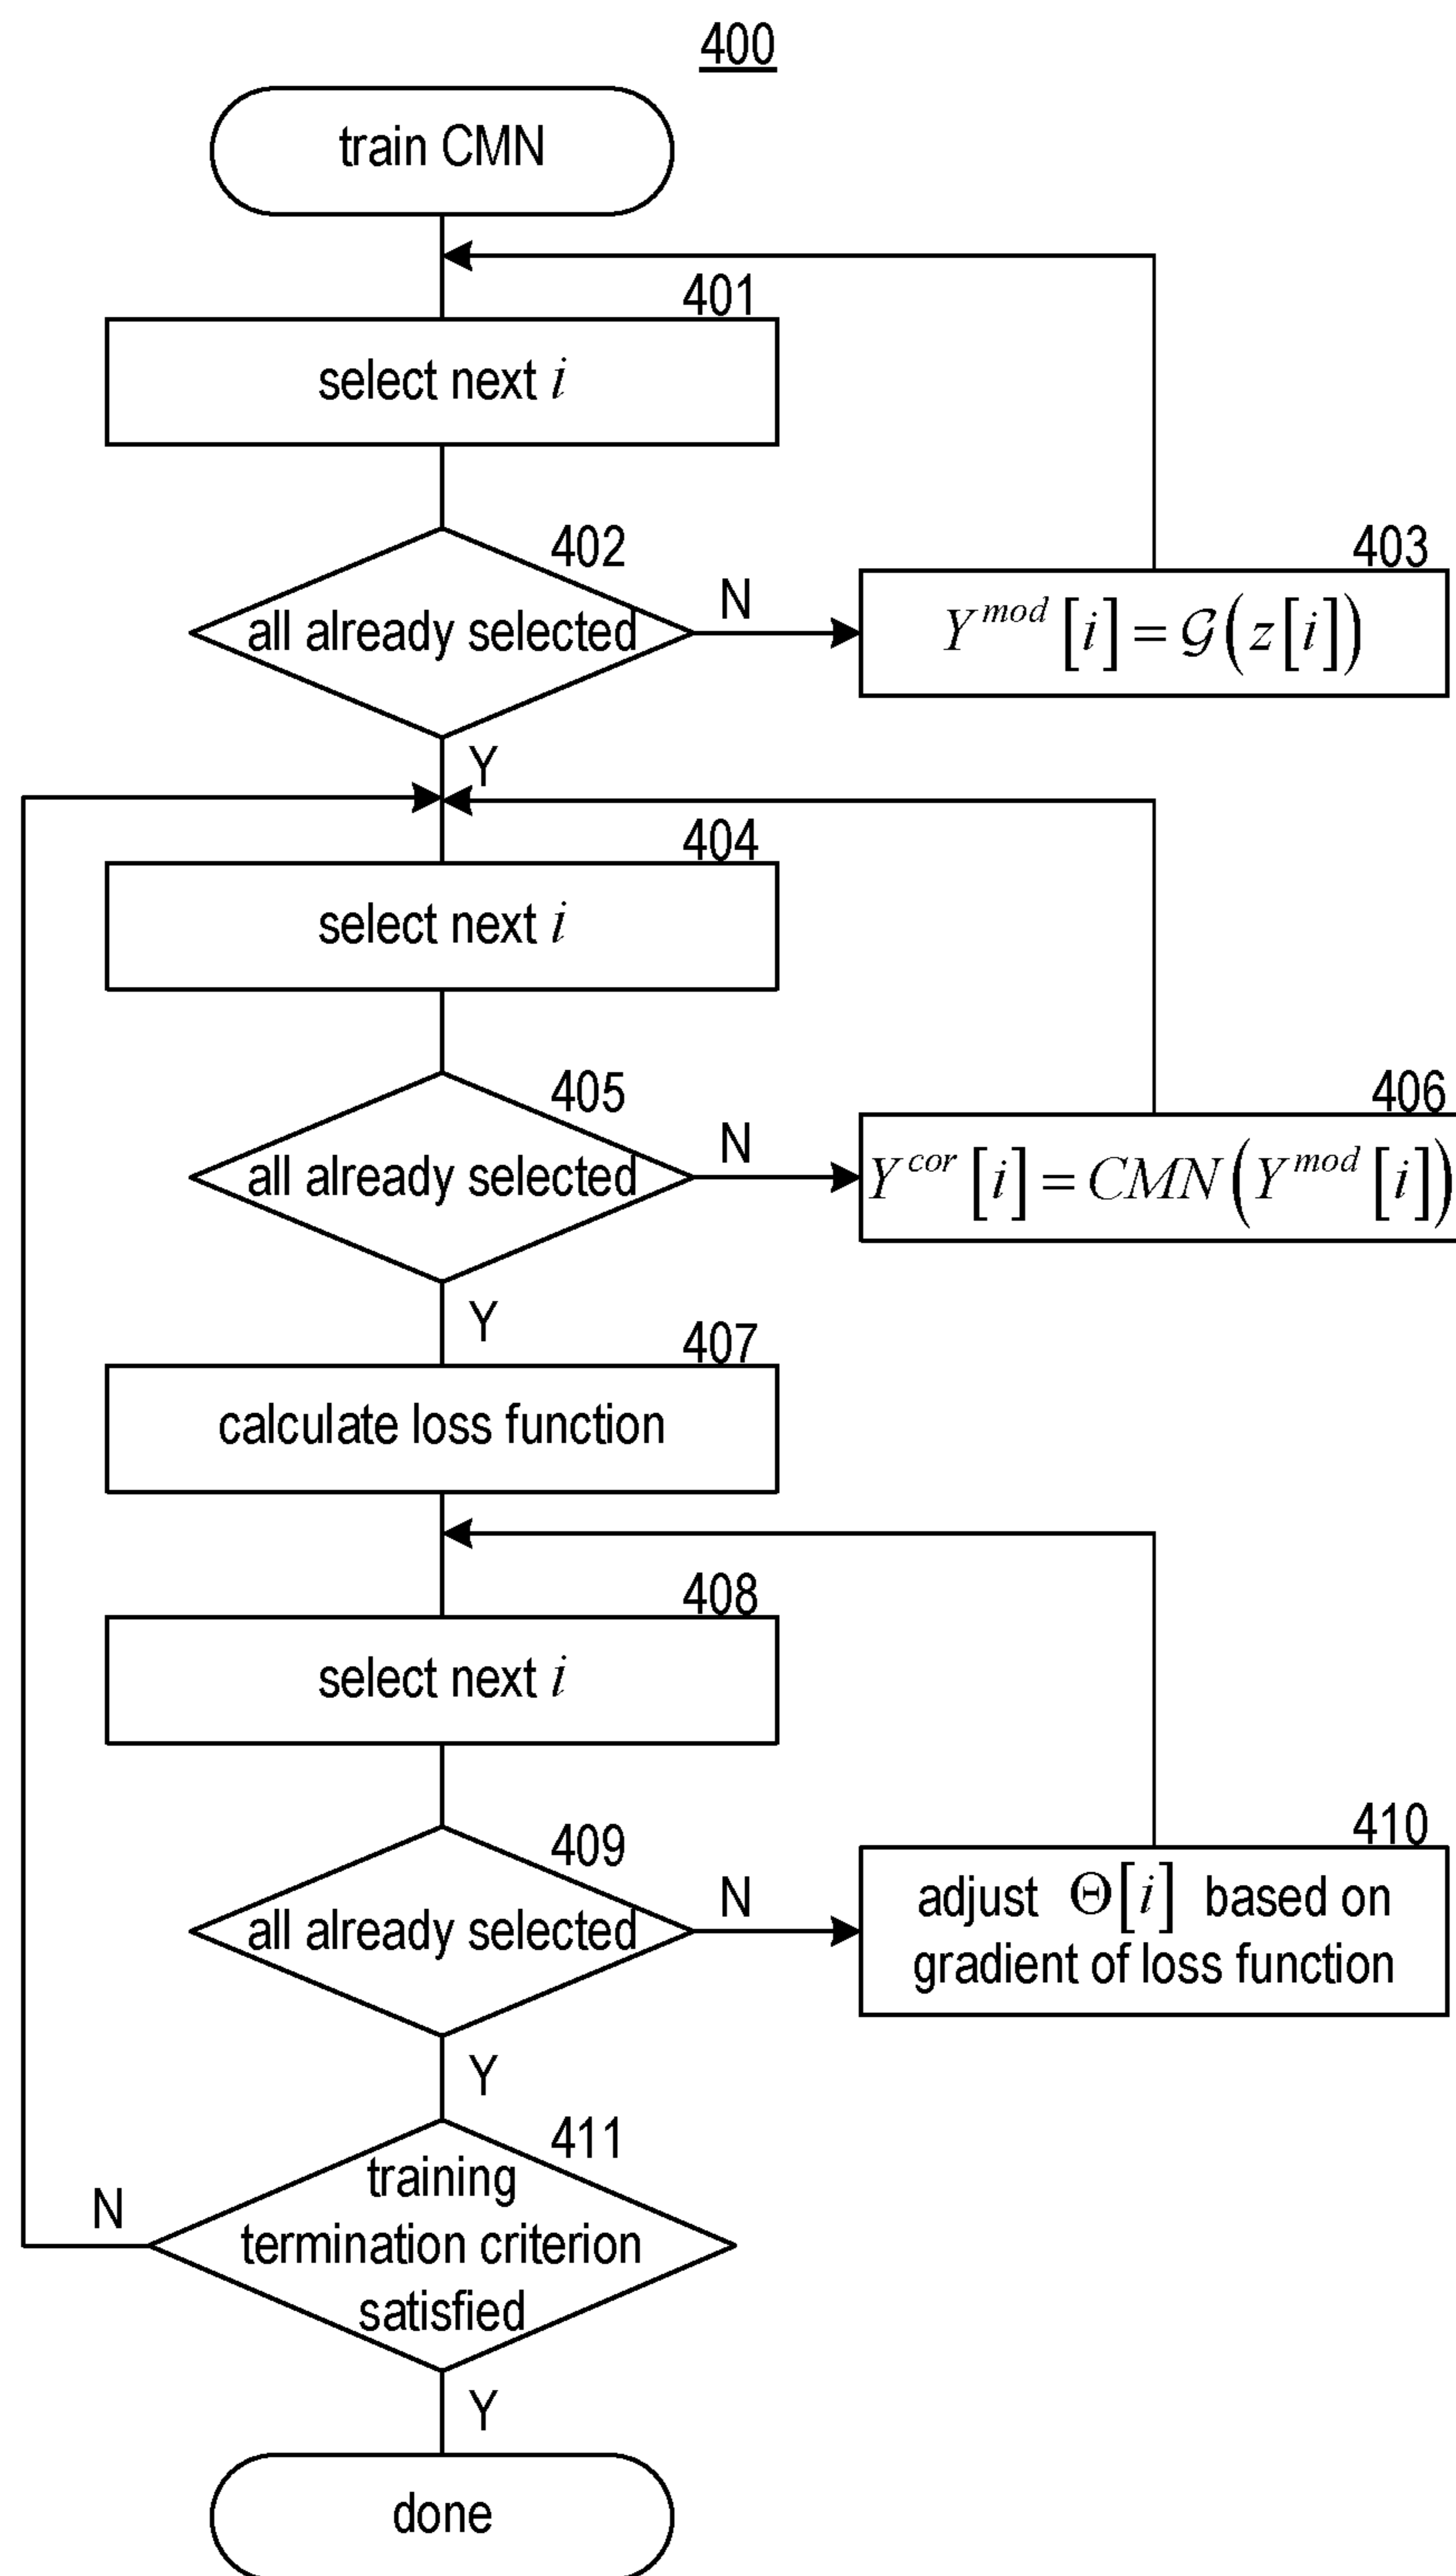 400
train CMN
401
select next i
402
all already selected
N
403
Y^{mod}[i] = 𝒢(z[i])
Y
404
select next i
405
all already selected
N
406
Y^{cor}[i] = CMN(Y^{mod}[i])
Y
407
calculate loss function
408
select next i
409
all already selected
N
410
adjust Θ[i] based on
gradient of loss function
Y
411
training
termination criterion
satisfied
N
Y
done